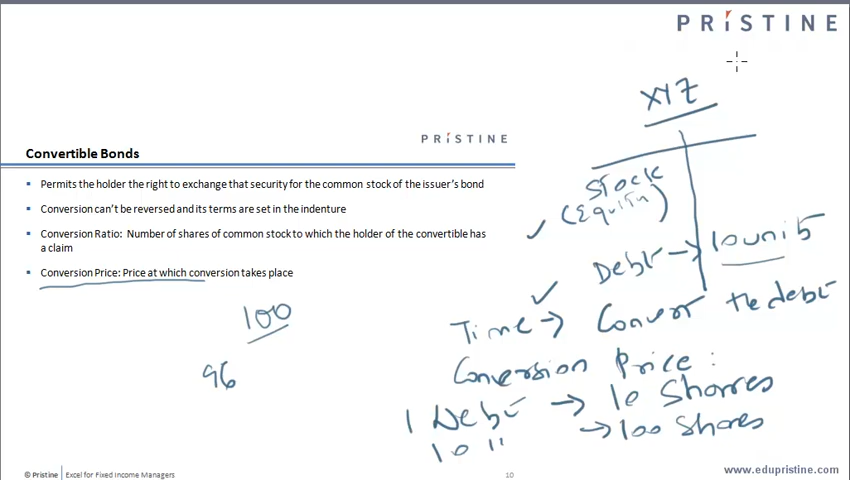 PRiSTINE
XYZ
PRiSTINE
Convertible Bonds
Permits the holder the right to exchange that security for the common stock of the issuer's bond
Conversion can't be reversed and its terms are set in the indenture
Conversion Ratio: Number of shares of common stock to which the holder of the convertible has
a claim
Conversion Price: Price at which conversion takes place
Stock
(Equity)
Debt → 10 units
Time → Convert the debt
100
Conversion Price:
96
1 Debt → 10 Shares
10 " → 100 Shares
© Pristine Excel for Fixed Income Managers
10
www.edupristine.com